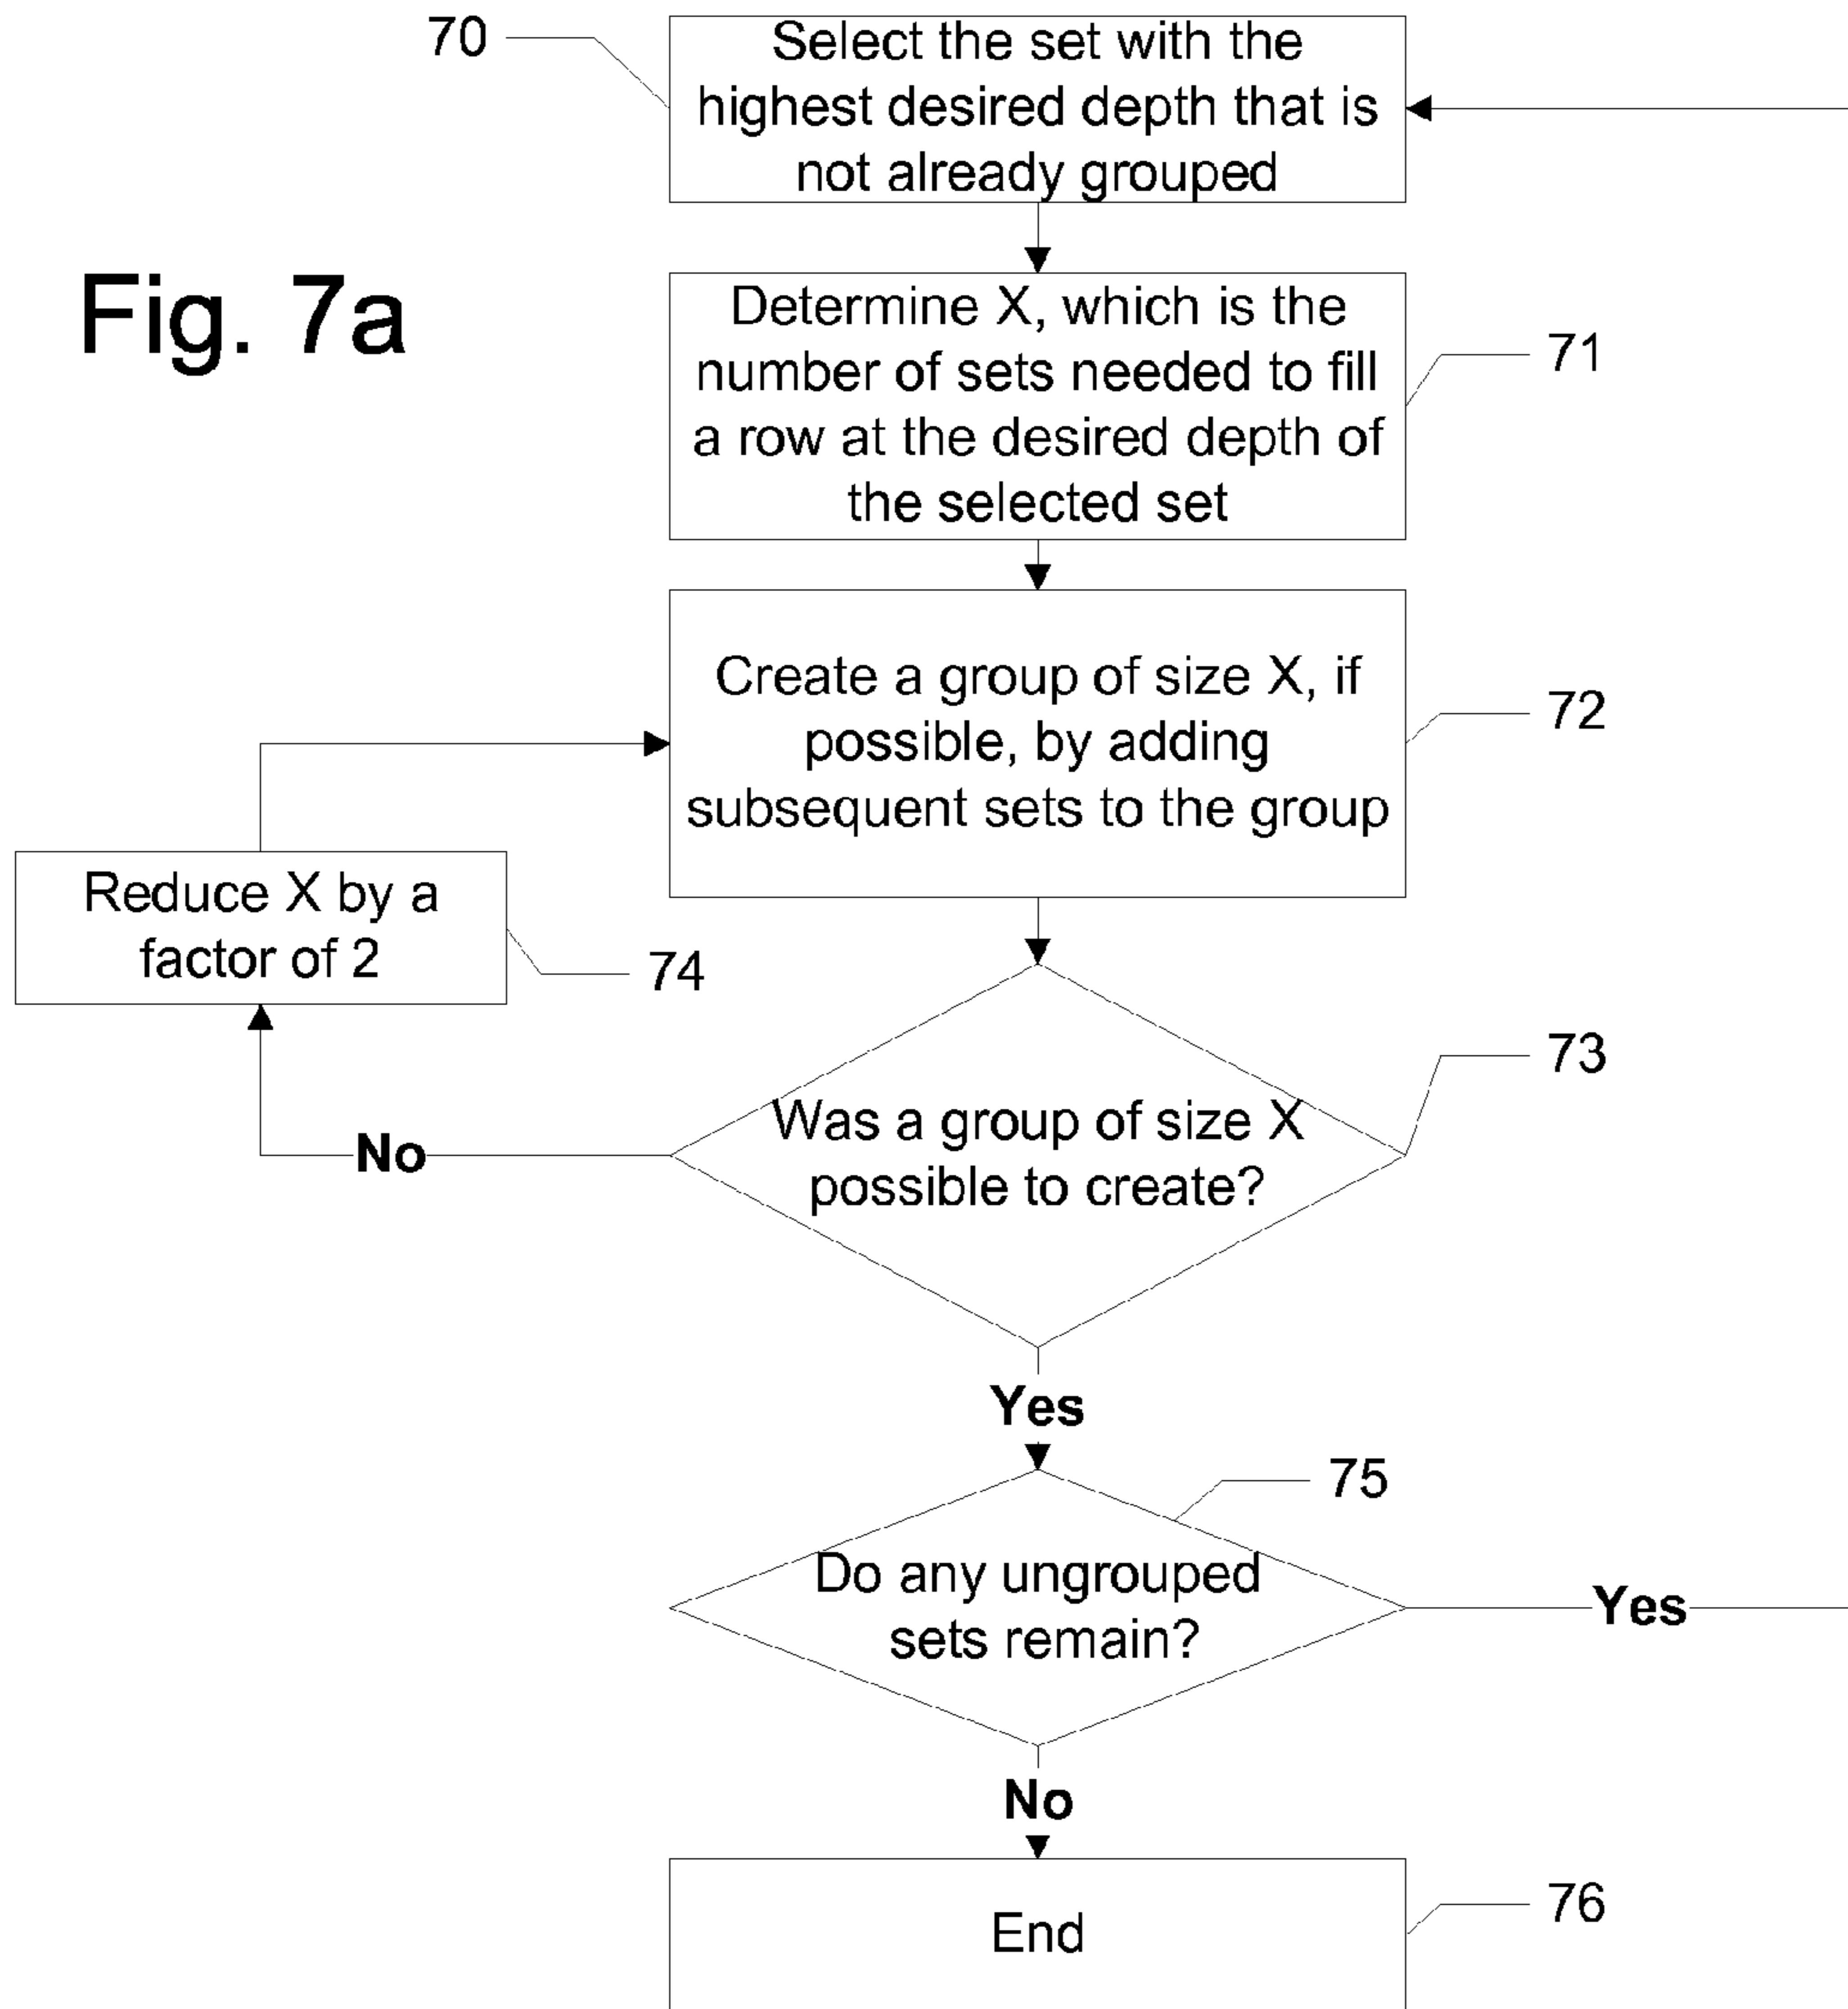 70
Select the set with the
highest desired depth that is
not already grouped
Fig. 7a
Determine X, which is the
number of sets needed to fill
a row at the desired depth of
the selected set
71
Create a group of size X, if
possible, by adding
subsequent sets to the group
72
Reduce X by a
factor of 2
74
Was a group of size X
possible to create?
73
No
Yes
75
Do any ungrouped
sets remain?
Yes
No
End
76